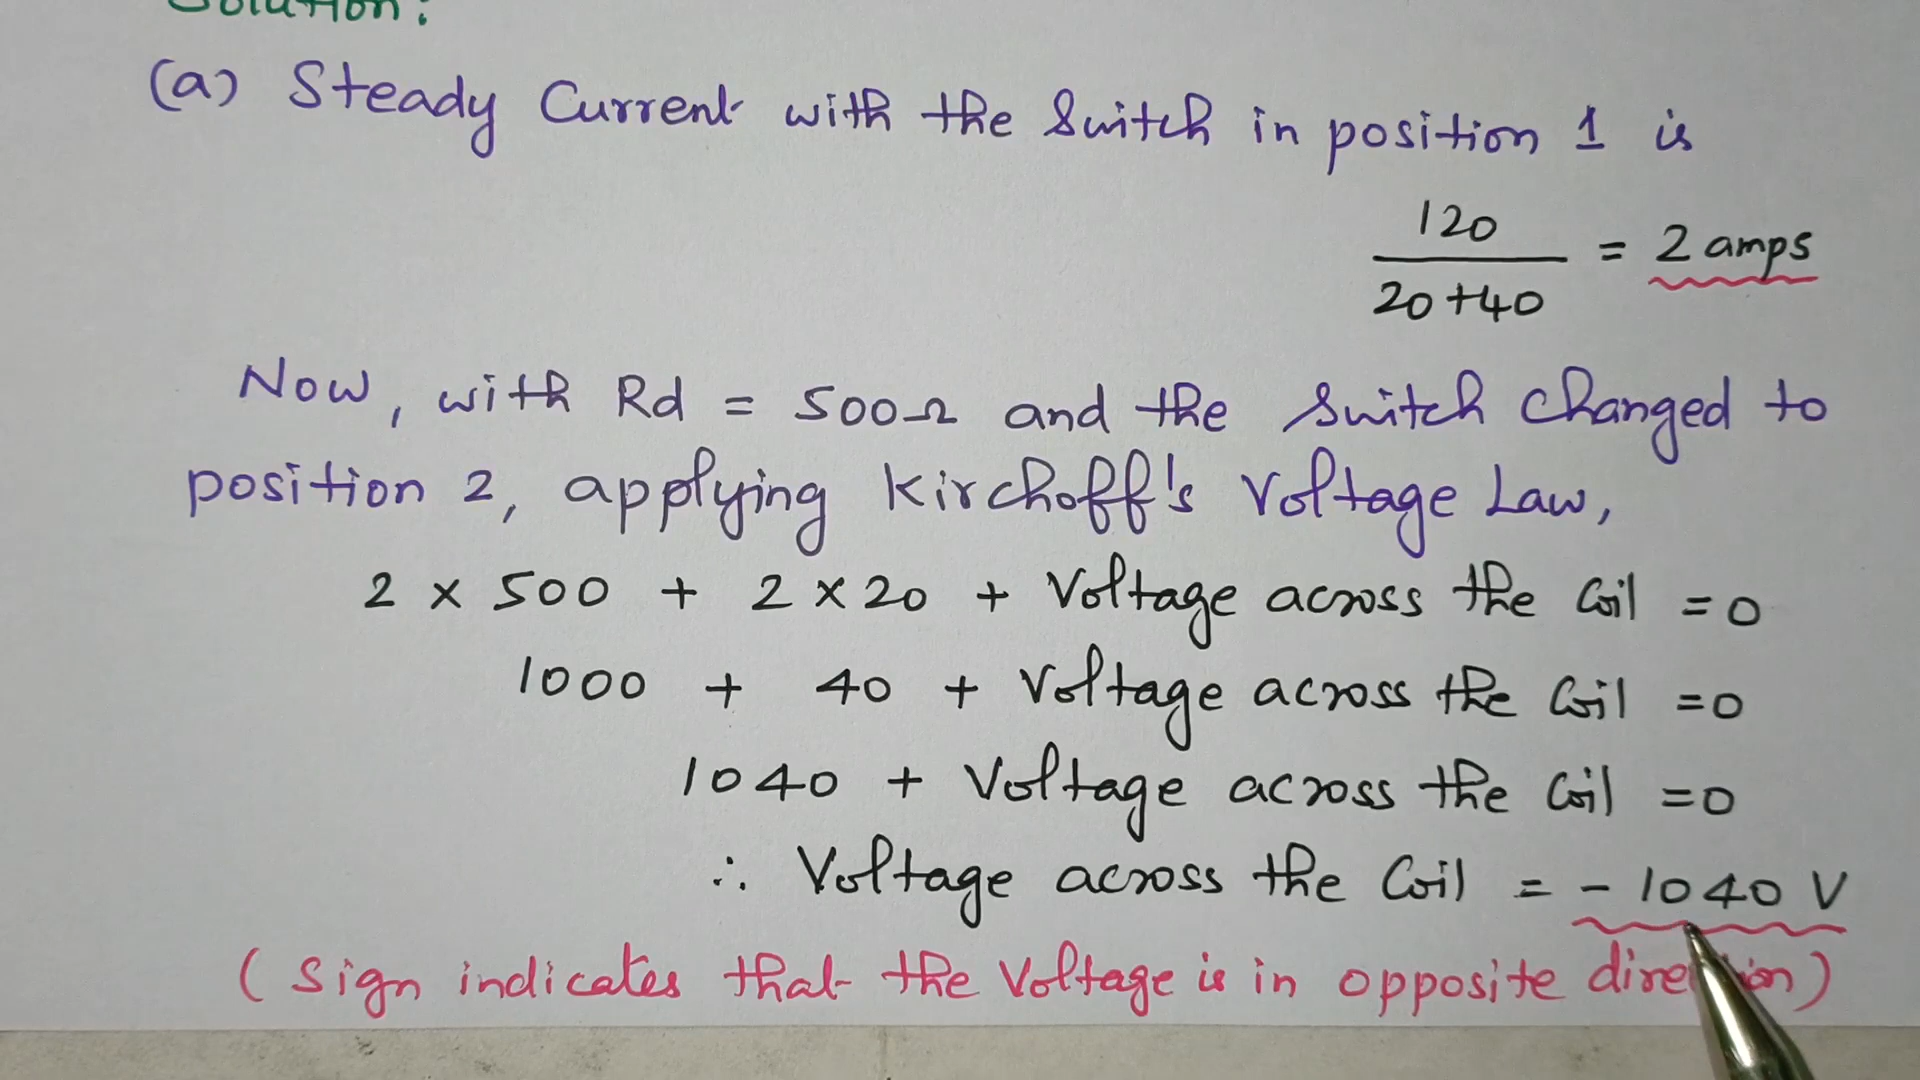 Solution:
(a) Steady Current with the Switch in position 1 is
120
20+40
= 2 amps
Now, with Rd = 500Ω and the Switch changed to
position 2, applying Kirchoff's Voltage Law,
2 × 500 + 2 × 20 + Voltage across the Coil = 0
1000 + 40 + Voltage across the Coil = 0
1040 + Voltage across the Coil = 0
∴ Voltage across the Coil = - 1040 V
(Sign indicates that the Voltage is in opposite direction)